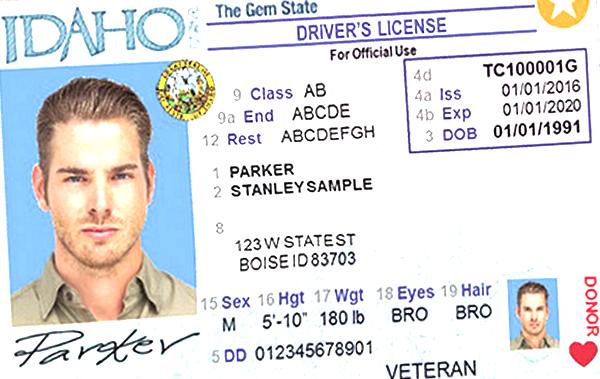 IDAHO
The Gem State
DRIVER'S LICENSE
For Official Use
9 Class AB
9a End ABCDE
12 Rest ABCDEFGH
4d TC100001G
4a Iss 01/01/2016
4b Exp 01/01/2020
3 DOB 01/01/1991
1 PARKER
2 STANLEY SAMPLE
8
123 W STATE ST
BOISE ID 83703
15 Sex 16 Hgt 17 Wgt 18 Eyes 19 Hair
M 5'-10" 180 lb BRO BRO
5 DD 012345678901
Parker
VETERAN
DONOR